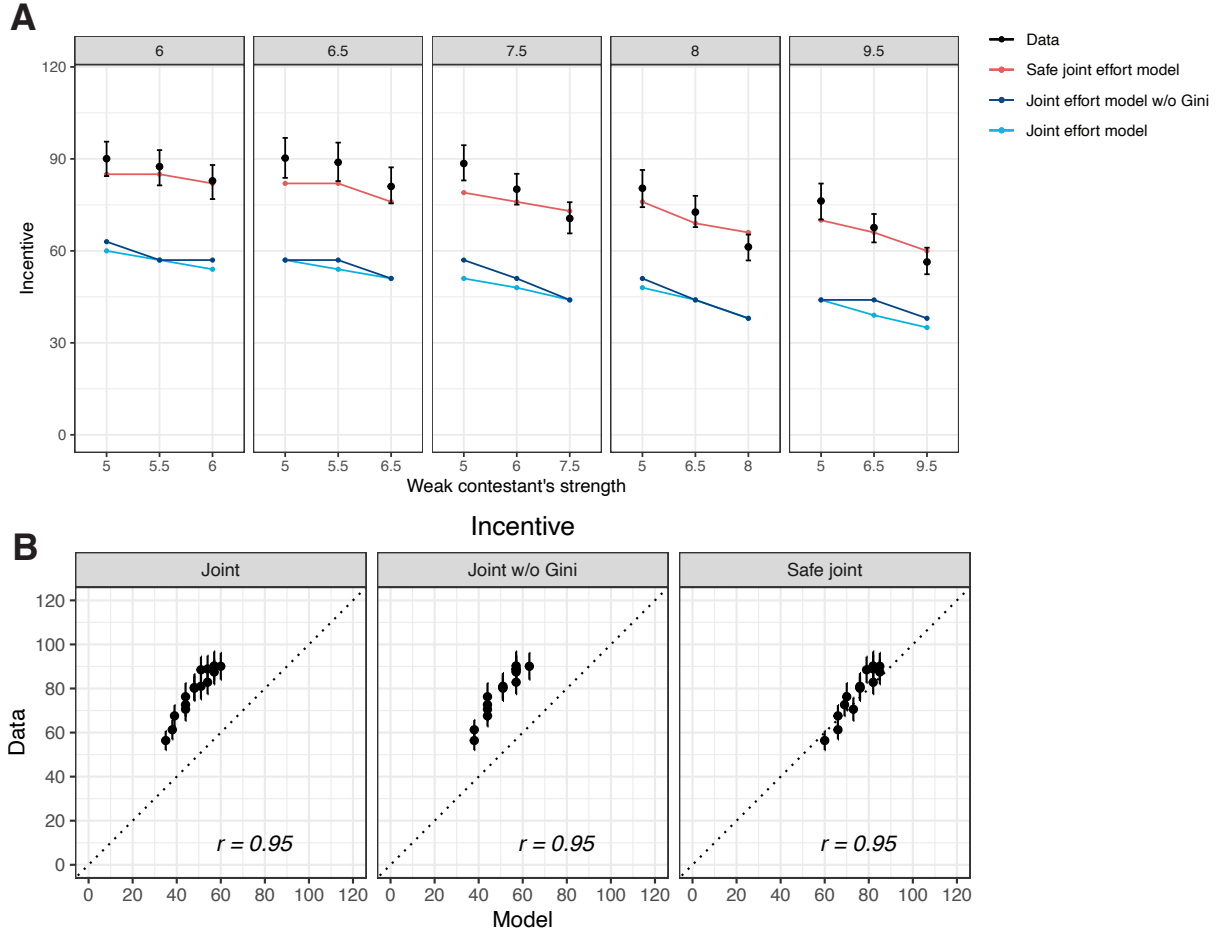 A
6 6.5 7.5 8 9.5
Data
Safe joint effort model
Joint effort model w/o Gini
Joint effort model
120
90
60
30
0
Incentive
5 5.5 6 5 5.5 6.5 5 6 7.5 5 6.5 8 5 6.5 9.5
Weak contestant's strength
B
Incentive
Joint Joint w/o Gini Safe joint
120
100
80
60
40
20
0
Data
r = 0.95 r = 0.95 r = 0.95
0 20 40 60 80 100 120 0 20 40 60 80 100 120 0 20 40 60 80 100 120
Model